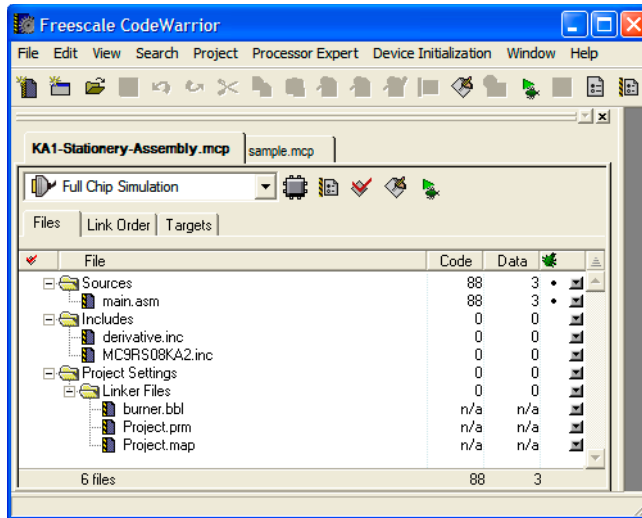 Freescale CodeWarrior
File Edit View Search Project Processor Expert Device Initialization Window Help
KA1-Stationery-Assembly.mcp sample.mcp
Full Chip Simulation
Files Link Order Targets
File Code Data
Sources 88 3
main.asm 88 3
Includes 0 0
derivative.inc 0 0
MC9RS08KA2.inc 0 0
Project Settings 0 0
Linker Files 0 0
burner.bbl n/a n/a
Project.prm n/a n/a
Project.map n/a n/a
6 files 88 3